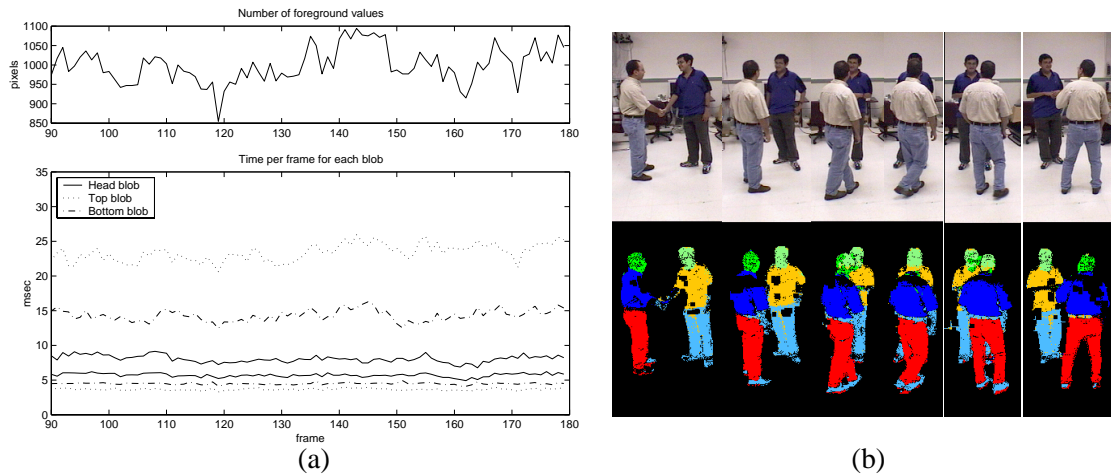 Number of foreground values
1100
1050
1000
950
900
850
pixels
90 100 110 120 130 140 150 160 170 180
Time per frame for each blob
35
30
25
20
15
10
5
0
msec
Head blob
Top blob
Bottom blob
90 100 110 120 130 140 150 160 170 180
frame
(a)
(b)